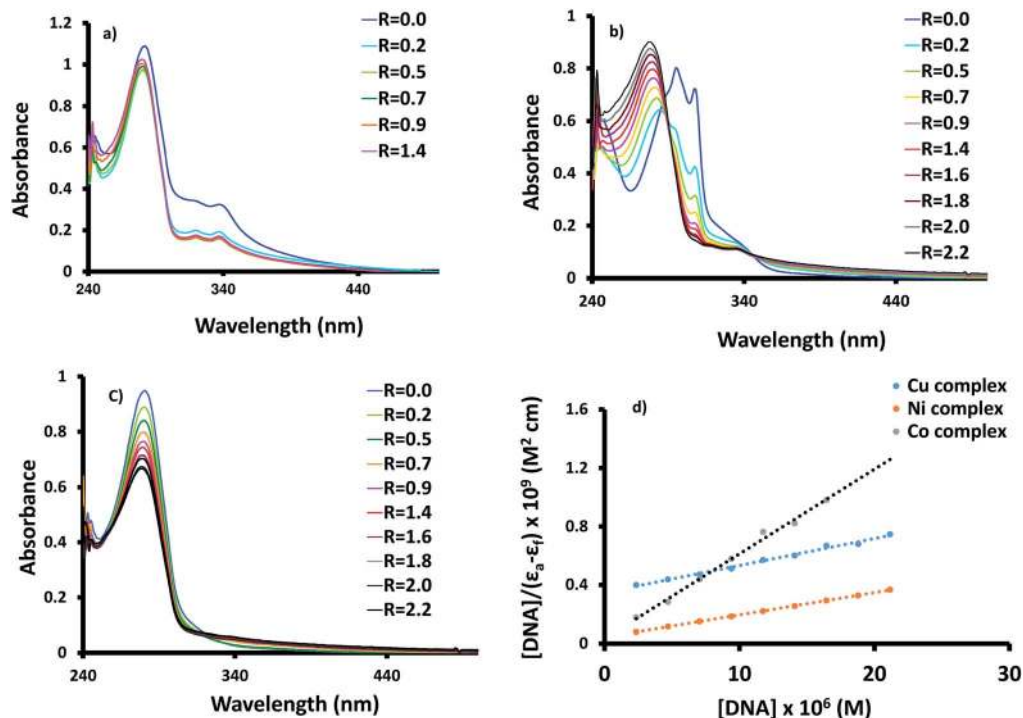 a)
1.2
1
0.8
0.6
0.4
0.2
0
Absorbance
240
340
440
Wavelength (nm)
R=0.0
R=0.2
R=0.5
R=0.7
R=0.9
R=1.4
b)
1
0.8
0.6
0.4
0.2
0
Absorbance
240
340
440
Wavelength (nm)
R=0.0
R=0.2
R=0.5
R=0.7
R=0.9
R=1.4
R=1.6
R=1.8
R=2.0
R=2.2
C)
1
0.8
0.6
0.4
0.2
0
Absorbance
240
340
440
Wavelength (nm)
R=0.0
R=0.2
R=0.5
R=0.7
R=0.9
R=1.4
R=1.6
R=1.8
R=2.0
R=2.2
d)
Cu complex
Ni complex
Co complex
1.6
1.2
0.8
0.4
0
[DNA]/(εa-εf) x 10⁹ (M² cm)
0
10
20
30
[DNA] x 10⁶ (M)